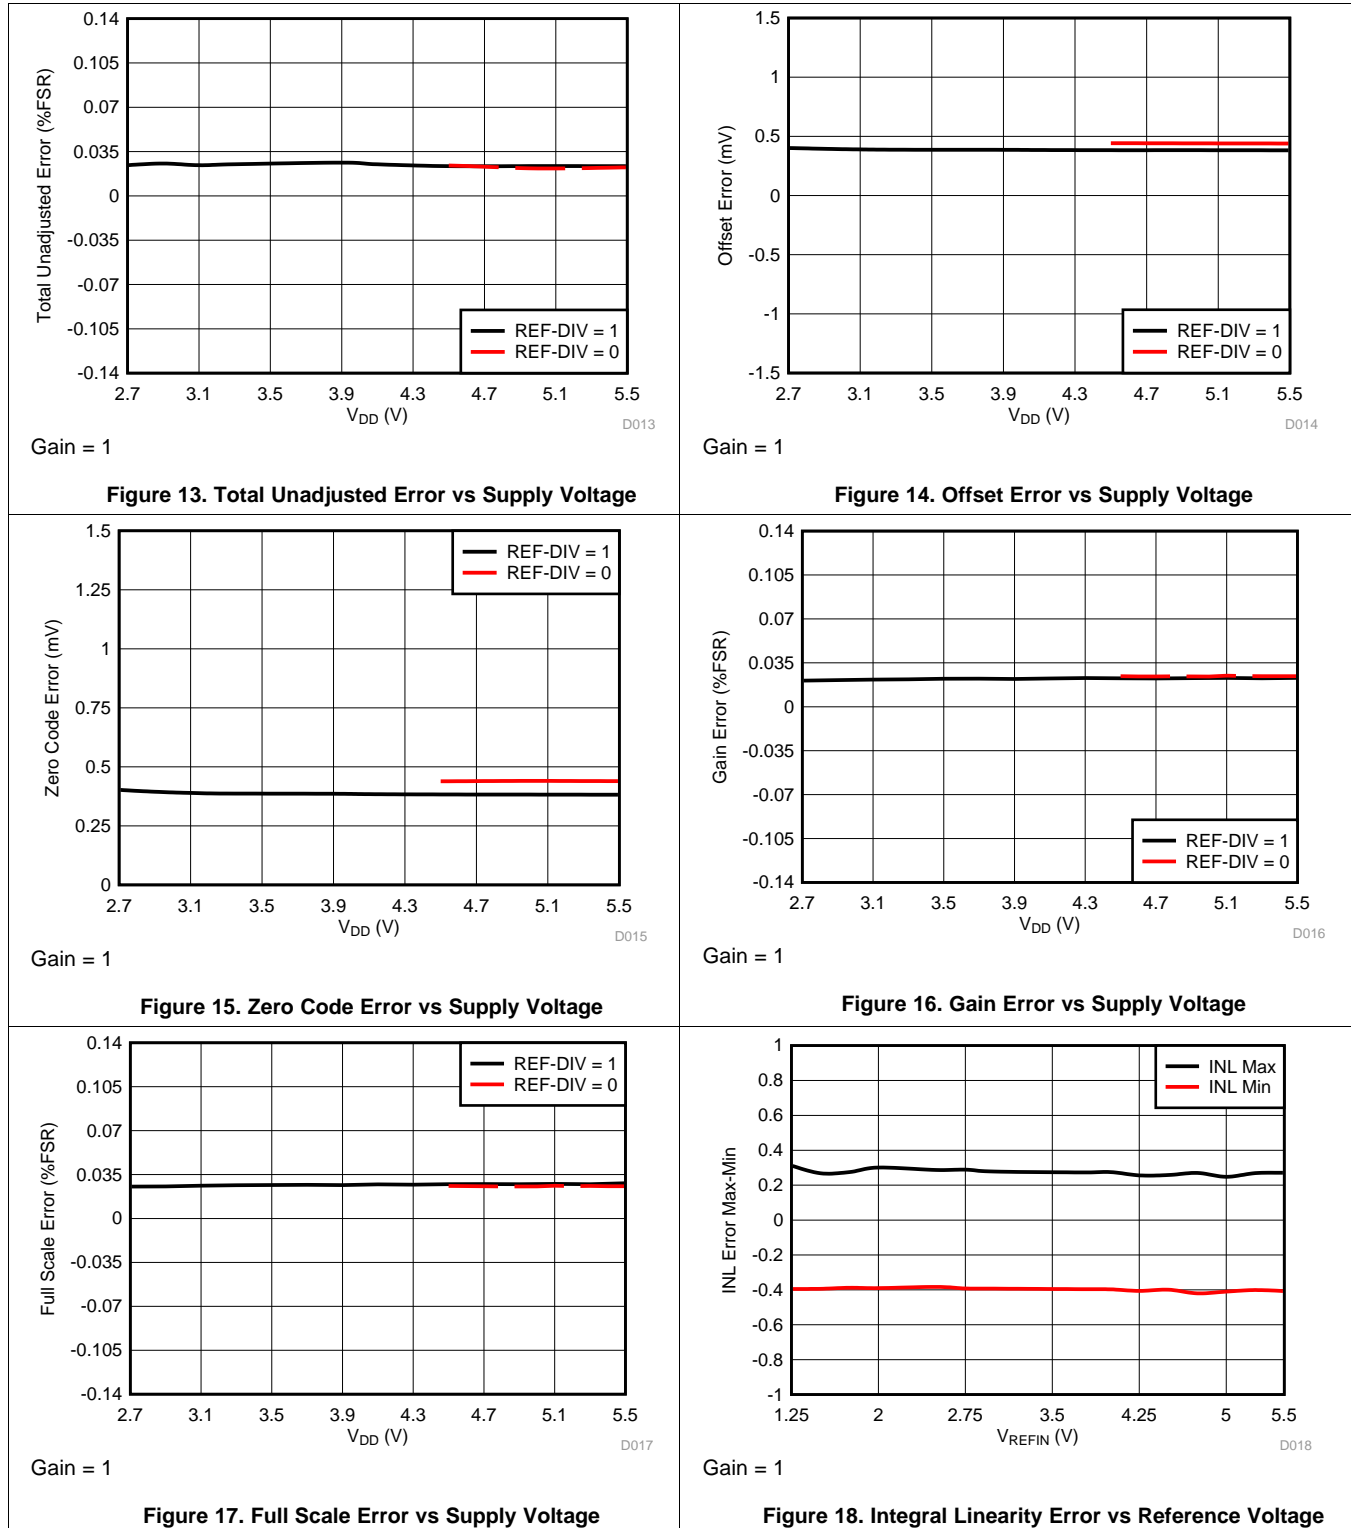 0.14
0.105
0.07
0.035
0
-0.035
-0.07
-0.105
-0.14
Total Unadjusted Error (%FSR)
REF-DIV = 1
REF-DIV = 0
2.7 3.1 3.5 3.9 4.3 4.7 5.1 5.5
VDD (V)
D013
Gain = 1
Figure 13. Total Unadjusted Error vs Supply Voltage
1.5
1
0.5
0
-0.5
-1
-1.5
Offset Error (mV)
REF-DIV = 1
REF-DIV = 0
2.7 3.1 3.5 3.9 4.3 4.7 5.1 5.5
VDD (V)
D014
Gain = 1
Figure 14. Offset Error vs Supply Voltage
1.5
1.25
1
0.75
0.5
0.25
0
Zero Code Error (mV)
REF-DIV = 1
REF-DIV = 0
2.7 3.1 3.5 3.9 4.3 4.7 5.1 5.5
VDD (V)
D015
Gain = 1
Figure 15. Zero Code Error vs Supply Voltage
0.14
0.105
0.07
0.035
0
-0.035
-0.07
-0.105
-0.14
Gain Error (%FSR)
REF-DIV = 1
REF-DIV = 0
2.7 3.1 3.5 3.9 4.3 4.7 5.1 5.5
VDD (V)
D016
Gain = 1
Figure 16. Gain Error vs Supply Voltage
0.14
0.105
0.07
0.035
0
-0.035
-0.07
-0.105
-0.14
Full Scale Error (%FSR)
REF-DIV = 1
REF-DIV = 0
2.7 3.1 3.5 3.9 4.3 4.7 5.1 5.5
VDD (V)
D017
Gain = 1
Figure 17. Full Scale Error vs Supply Voltage
1
0.8
0.6
0.4
0.2
0
-0.2
-0.4
-0.6
-0.8
-1
INL Error Max-Min
INL Max
INL Min
1.25 2 2.75 3.5 4.25 5 5.5
VREFIN (V)
D018
Gain = 1
Figure 18. Integral Linearity Error vs Reference Voltage